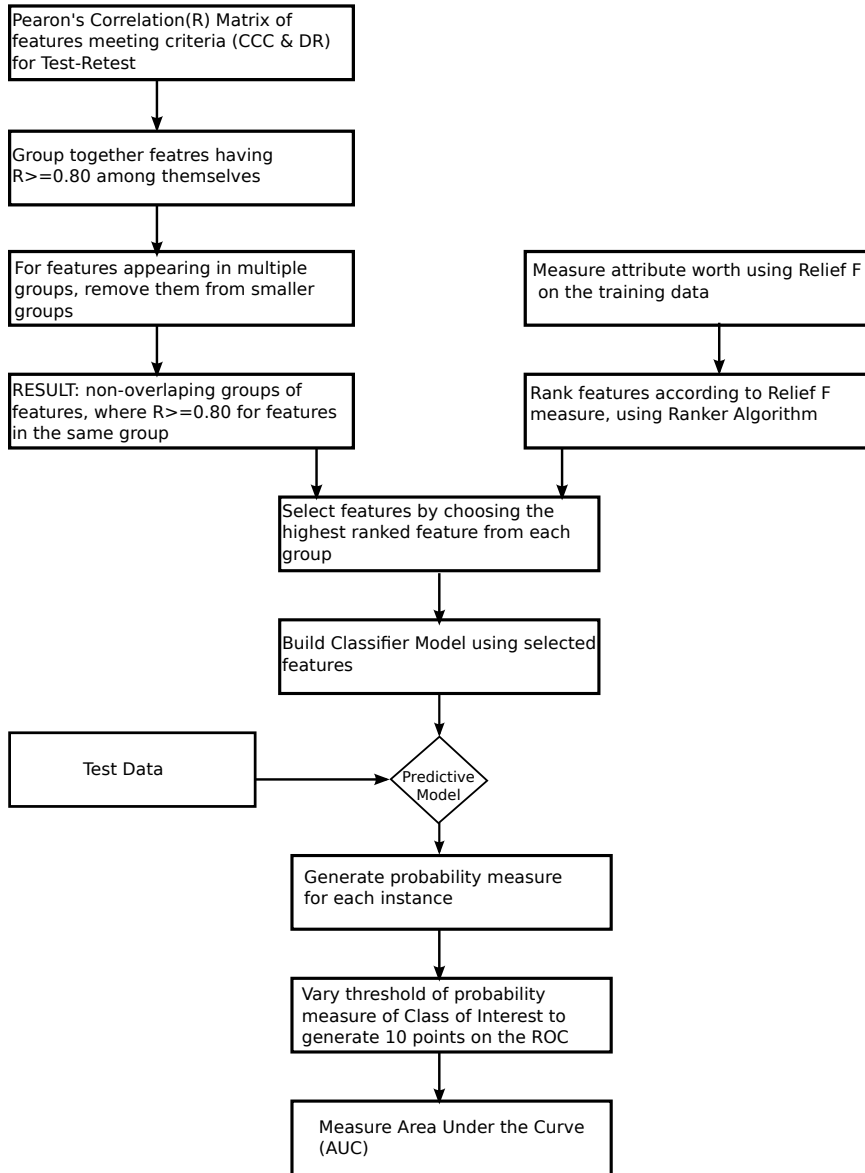 Pearon's Correlation(R) Matrix of
features meeting criteria (CCC & DR)
for Test-Retest
Group together featres having
R>=0.80 among themselves
For features appearing in multiple
groups, remove them from smaller
groups
Measure attribute worth using Relief F
on the training data
RESULT: non-overlaping groups of
features, where R>=0.80 for features
in the same group
Rank features according to Relief F
measure, using Ranker Algorithm
Select features by choosing the
highest ranked feature from each
group
Build Classifier Model using selected
features
Test Data
Predictive
Model
Generate probability measure
for each instance
Vary threshold of probability
measure of Class of Interest to
generate 10 points on the ROC
Measure Area Under the Curve
(AUC)